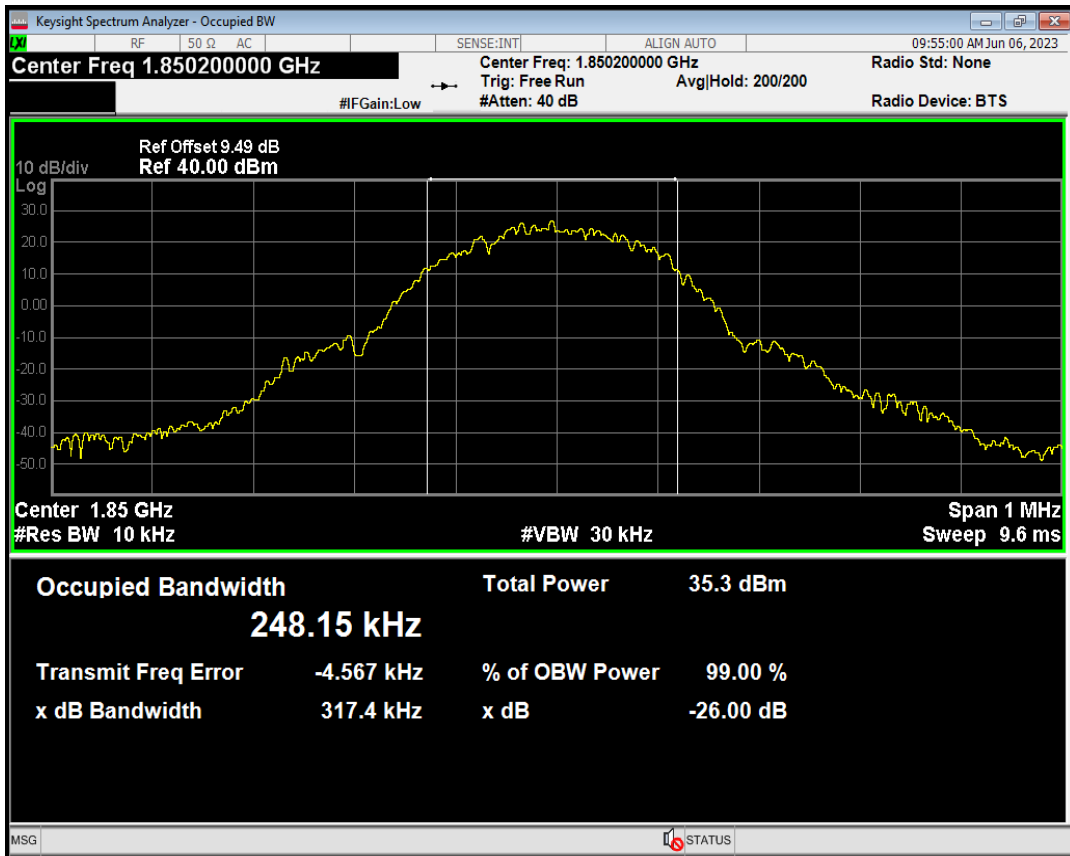 Keysight Spectrum Analyzer - Occupied BW
LXI RF 50 Ω AC SENSE:INT ALIGN AUTO 09:55:00 AM Jun 06, 2023
Center Freq 1.850200000 GHz Center Freq: 1.850200000 GHz Radio Std: None
Trig: Free Run Avg|Hold: 200/200
#IFGain:Low #Atten: 40 dB Radio Device: BTS
Ref Offset 9.49 dB
10 dB/div Ref 40.00 dBm
Log
30.0
20.0
10.0
0.00
-10.0
-20.0
-30.0
-40.0
-50.0
Center 1.85 GHz Span 1 MHz
#Res BW 10 kHz #VBW 30 kHz Sweep 9.6 ms
Occupied Bandwidth Total Power 35.3 dBm
248.15 kHz
Transmit Freq Error -4.567 kHz % of OBW Power 99.00 %
x dB Bandwidth 317.4 kHz x dB -26.00 dB
MSG STATUS